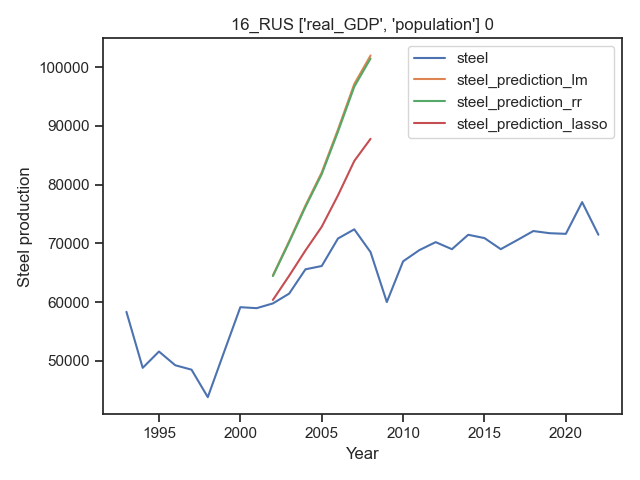 16_RUS ['real_GDP', 'population'] 0
steel
steel_prediction_lm
steel_prediction_rr
steel_prediction_lasso
Steel production
100000
90000
80000
70000
60000
50000
1995
2000
2005
2010
2015
2020
Year